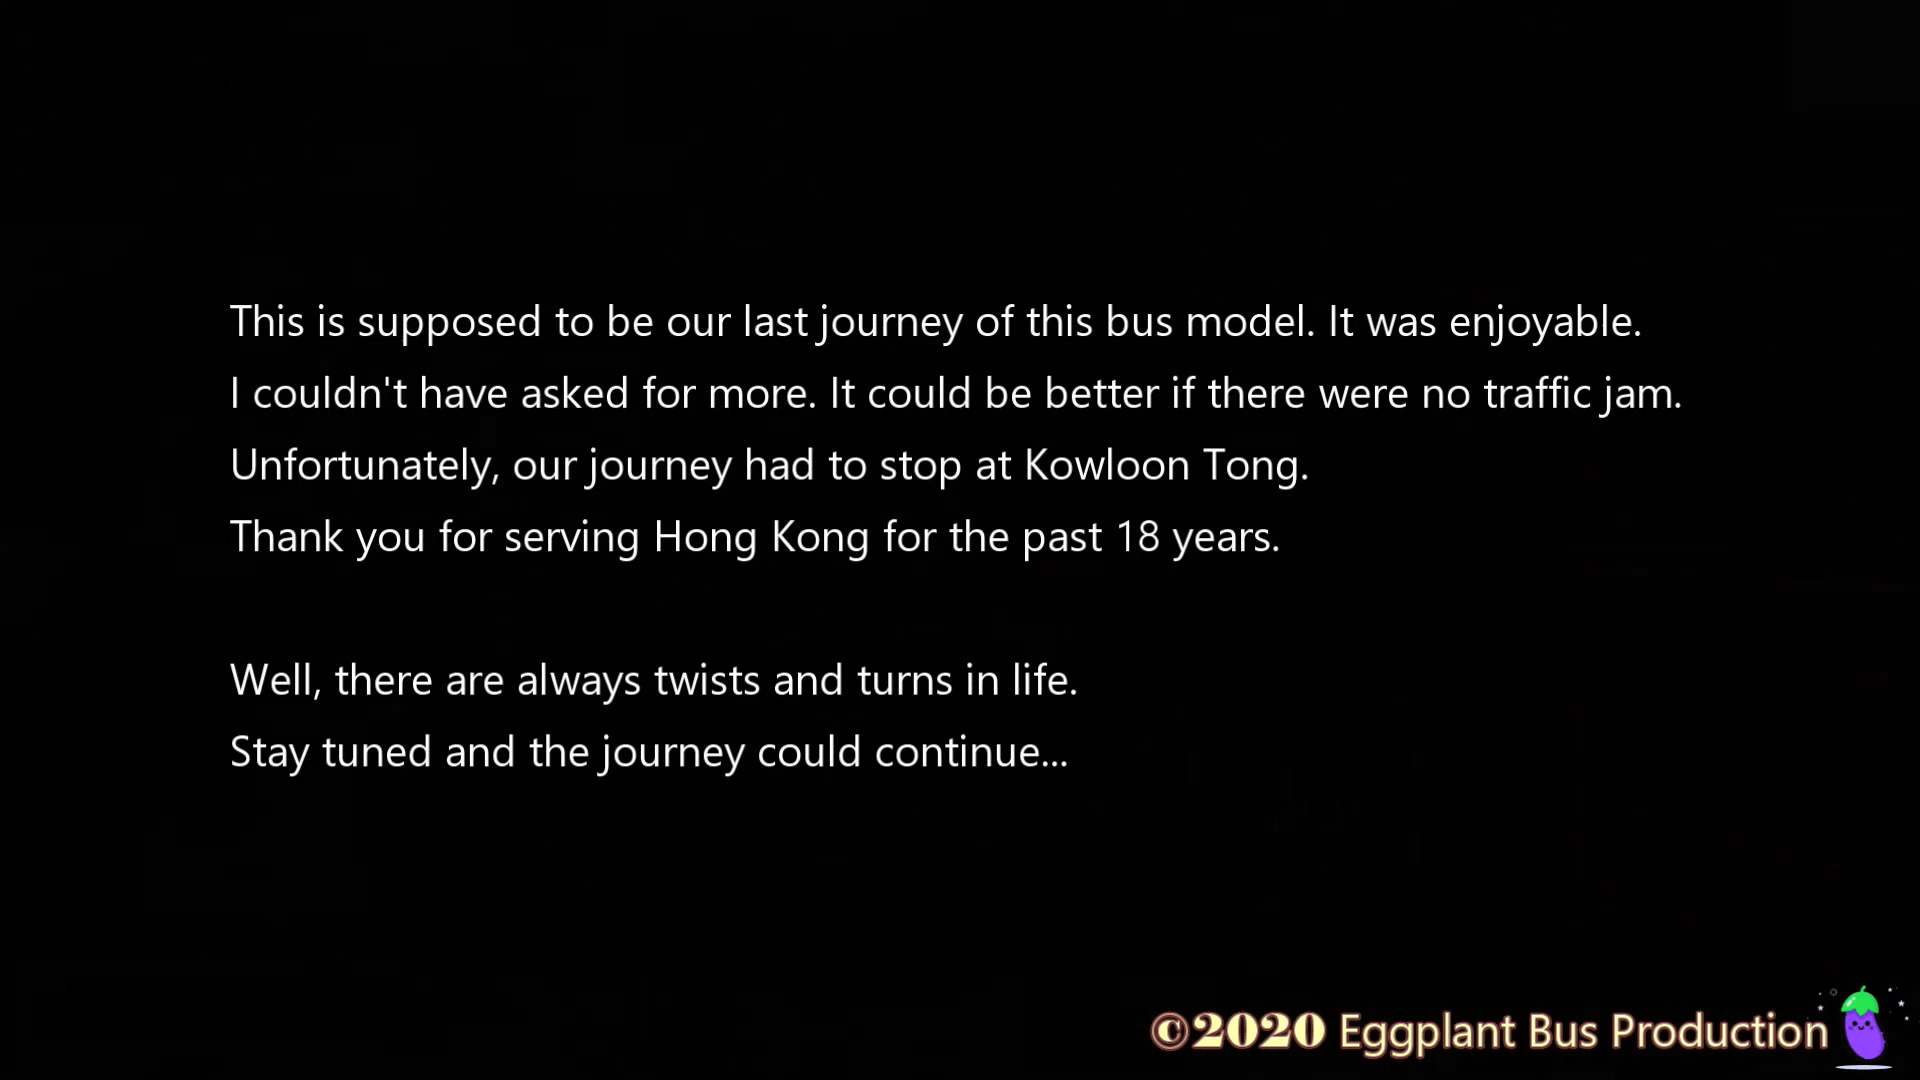 This is supposed to be our last journey of this bus model. It was enjoyable.
I couldn't have asked for more. It could be better if there were no traffic jam.
Unfortunately, our journey had to stop at Kowloon Tong.
Thank you for serving Hong Kong for the past 18 years.
Well, there are always twists and turns in life.
Stay tuned and the journey could continue...
©2020 Eggplant Bus Production